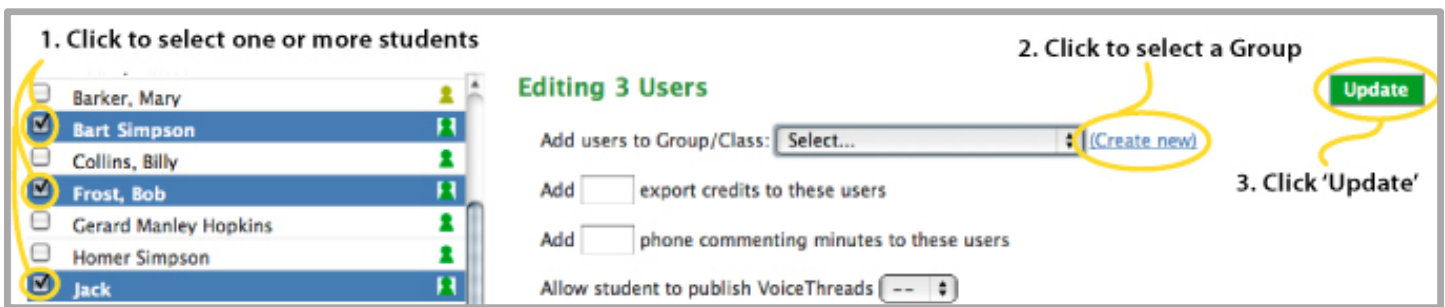 1. Click to select one or more students
2. Click to select a Group
Barker, Mary
Bart Simpson
Collins, Billy
Frost, Bob
Gerard Manley Hopkins
Homer Simpson
Jack
Editing 3 Users
Update
Add users to Group/Class: Select... (Create new)
3. Click ‘Update’
Add export credits to these users
Add phone commenting minutes to these users
Allow student to publish VoiceThreads --